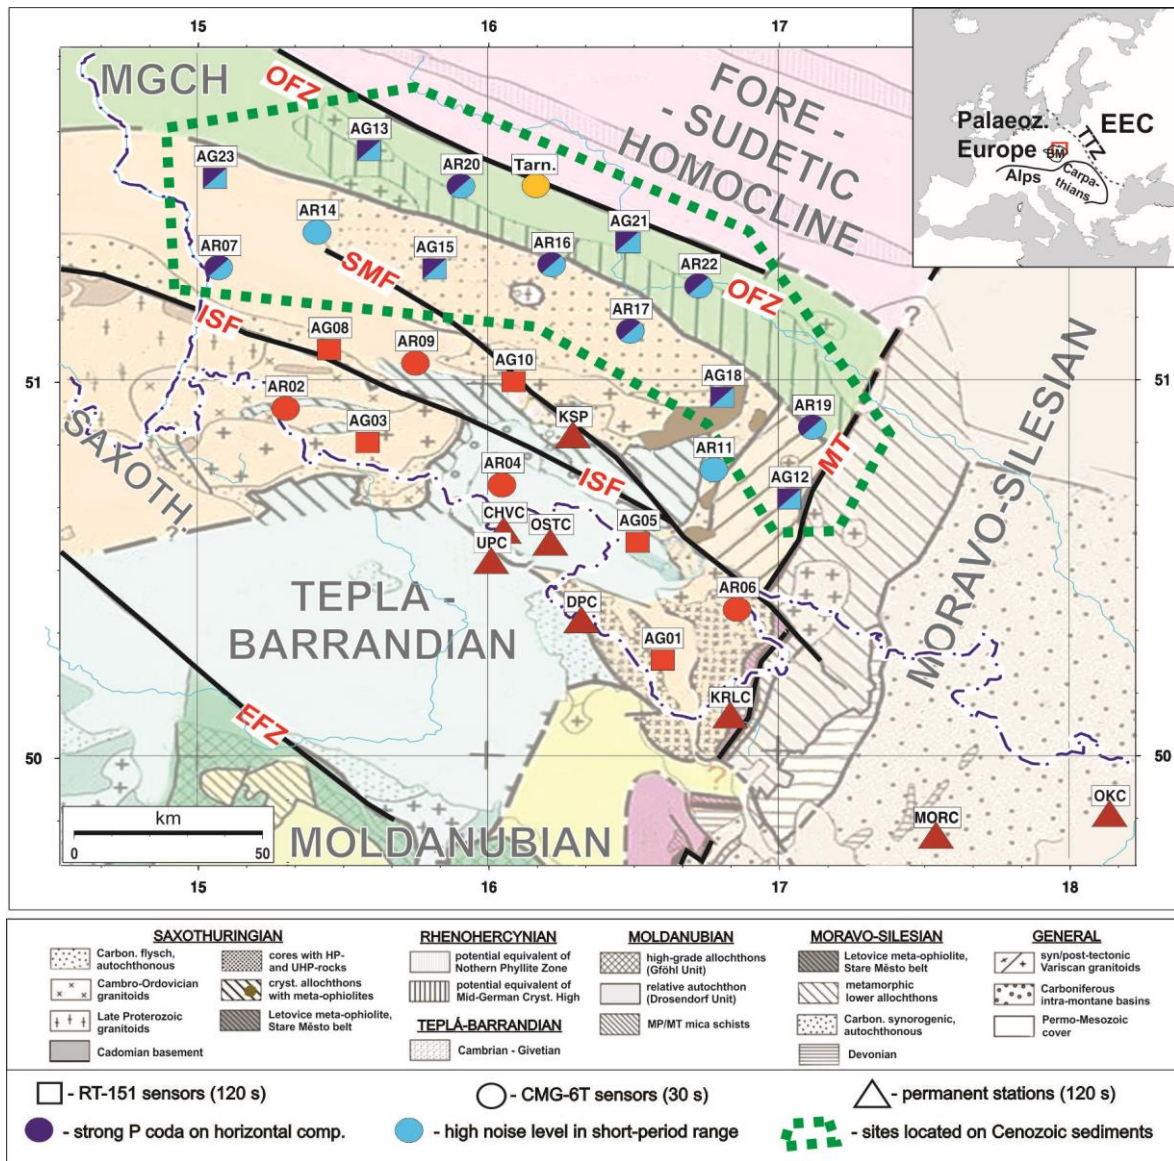 15
16
17
MGCH
OFZ
FORE -
- SUDETIC
HOMOCLINE
Palaeoz.
Europe
EEC
TTZ
BM
Alps
Carpa-
thians
AG13
AR20
Tarn.
AG23
AR14
AG21
AR07
AG15
AR16
AR22
SMF
OFZ
AR17
?
ISF
AG08
AR09
AG10
51
51
AR02
AG18
AG03
KSP
AR19
SAXOTH.
AR11
MT
AR04
ISF
AG12
MORAVO-SILESIAN
?
CHVC
OSTC
AG05
UPC
TEPLA -
BARRANDIAN
DPC
AR06
AG01
KRLC
EFZ
50
50
?
km
0
50
MOLDANUBIAN
MORC
OKC
15
16
17
18
SAXOTHURINGIAN
Carbon. flysch,
autochthonous
Cambro-Ordovician
granitoids
Late Proterozoic
granitoids
Cadomian basement
cores with HP-
and UHP-rocks
cryst. allochthons
with meta-ophiolites
Letovice meta-ophiolite,
Stare Město belt
RHENOHERCYNIAN
potential equivalent of
Nothern Phyllite Zone
potential equivalent of
Mid-German Cryst. High
TEPLÁ-BARRANDIAN
Cambrian - Givetian
MOLDANUBIAN
high-grade allochthons
(Gföhl Unit)
relative autochthon
(Drosendorf Unit)
MP/MT mica schists
MORAVO-SILESIAN
Letovice meta-ophiolite,
Stare Město belt
metamorphic
lower allochthons
Carbon. synorogenic,
autochthonous
Devonian
GENERAL
syn/post-tectonic
Variscan granitoids
Carboniferous
intra-montane basins
Permo-Mesozoic
cover
- RT-151 sensors (120 s)
- CMG-6T sensors (30 s)
- permanent stations (120 s)
- strong P coda on horizontal comp.
- high noise level in short-period range
- sites located on Cenozoic sediments